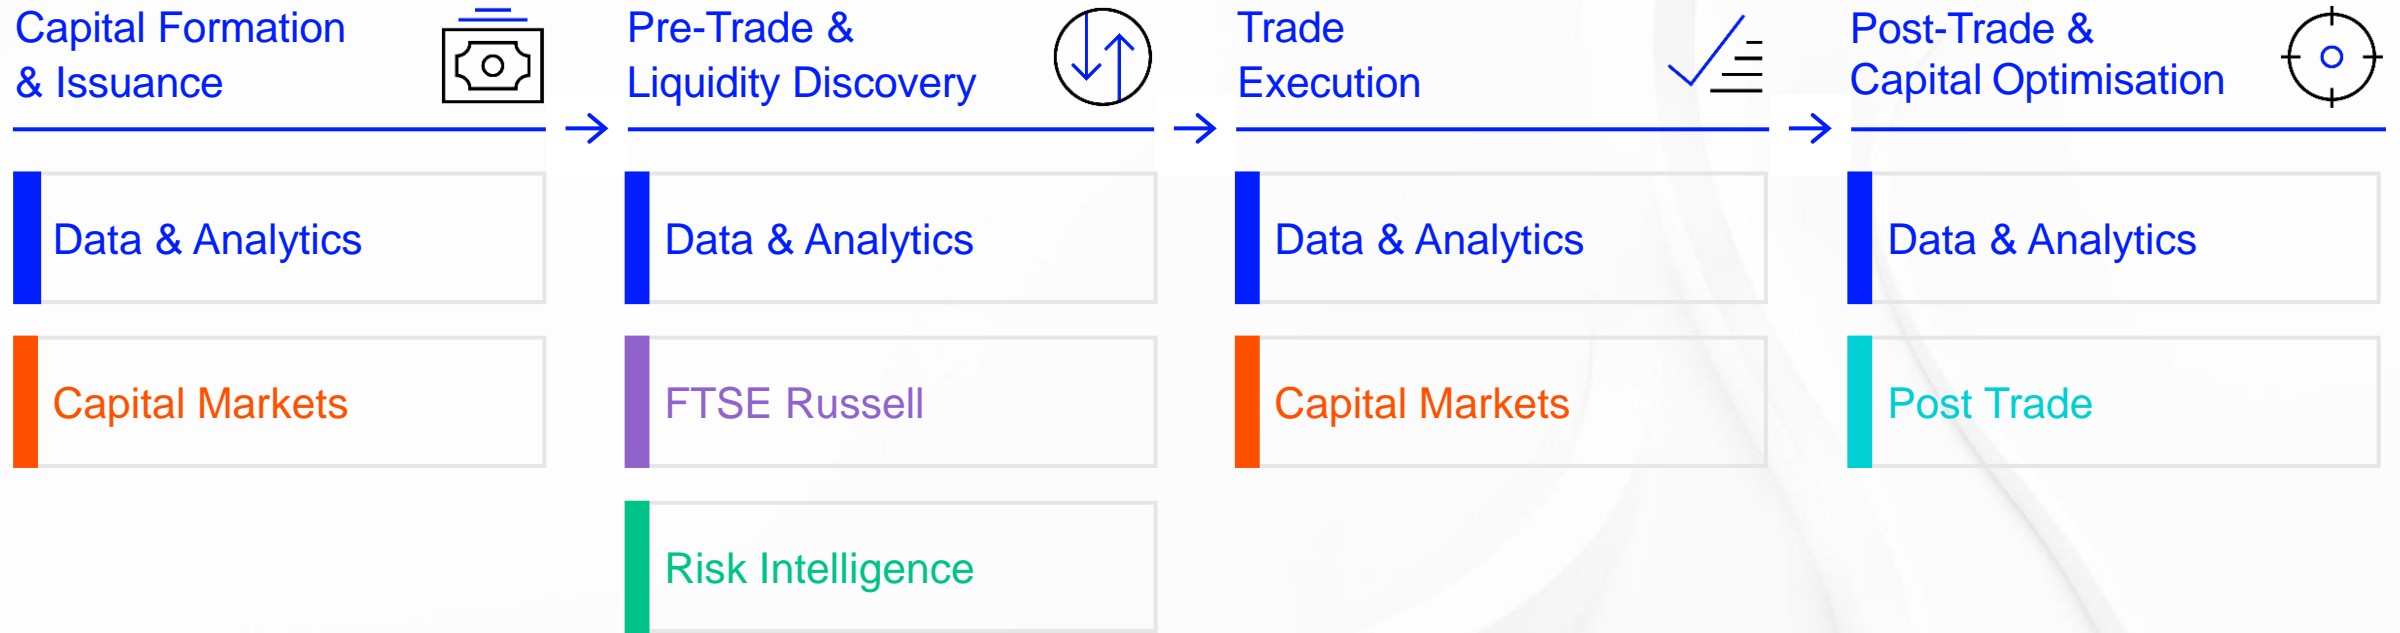 Capital Formation
& Issuance
Data & Analytics
Capital Markets
Pre-Trade &
Liquidity Discovery
Data & Analytics
FTSE Russell
Risk Intelligence
Trade
Execution
Data & Analytics
Capital Markets
Post-Trade &
Capital Optimisation
Data & Analytics
Post Trade